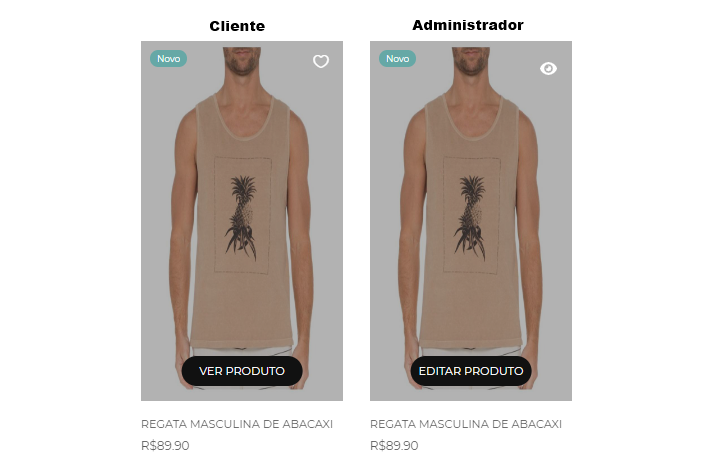 Cliente
Novo
VER PRODUTO
REGATA MASCULINA DE ABACAXI
R$89.90
Administrador
Novo
EDITAR PRODUTO
REGATA MASCULINA DE ABACAXI
R$89.90